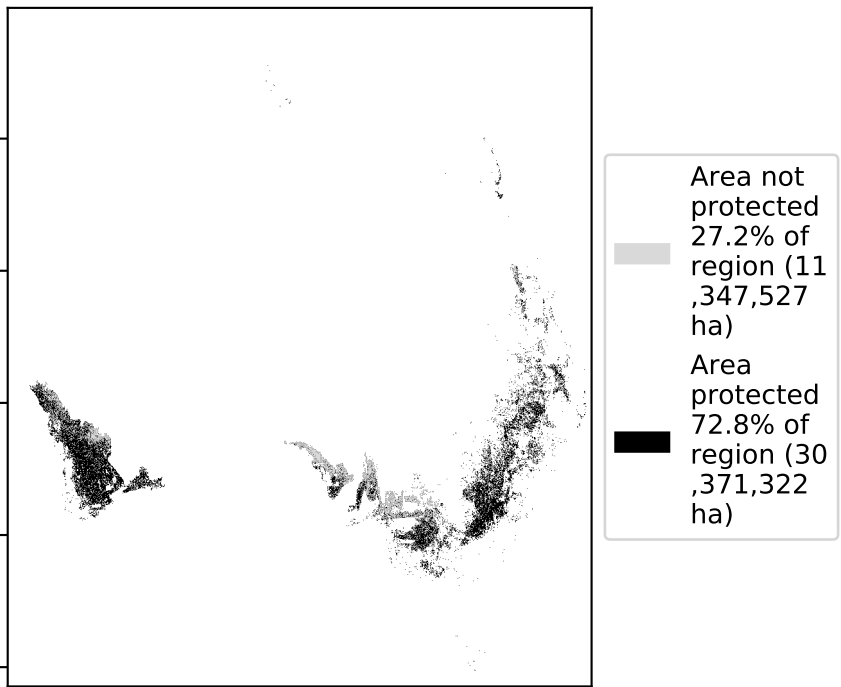 Area not
protected
27.2% of
region (11
,347,527
ha)
Area
protected
72.8% of
region (30
,371,322
ha)